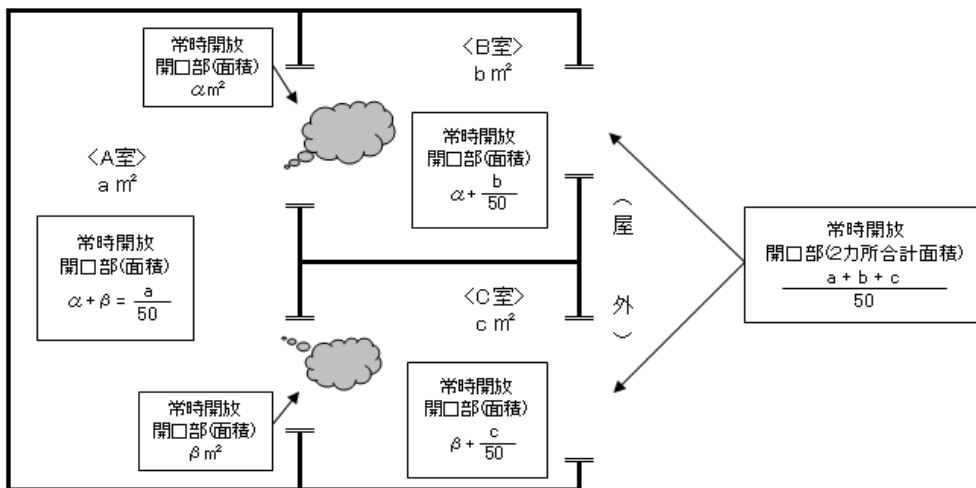 常時開放
開口部(面積)
αm²
<B室>
b m²
常時開放
開口部(面積)
α+ b/50
<A室>
a m²
常時開放
開口部(面積)
α+β= a/50
(屋外)
常時開放
開口部(2カ所合計面積)
a+b+c
50
<C室>
c m²
常時開放
開口部(面積)
β+ c/50
常時開放
開口部(面積)
βm²